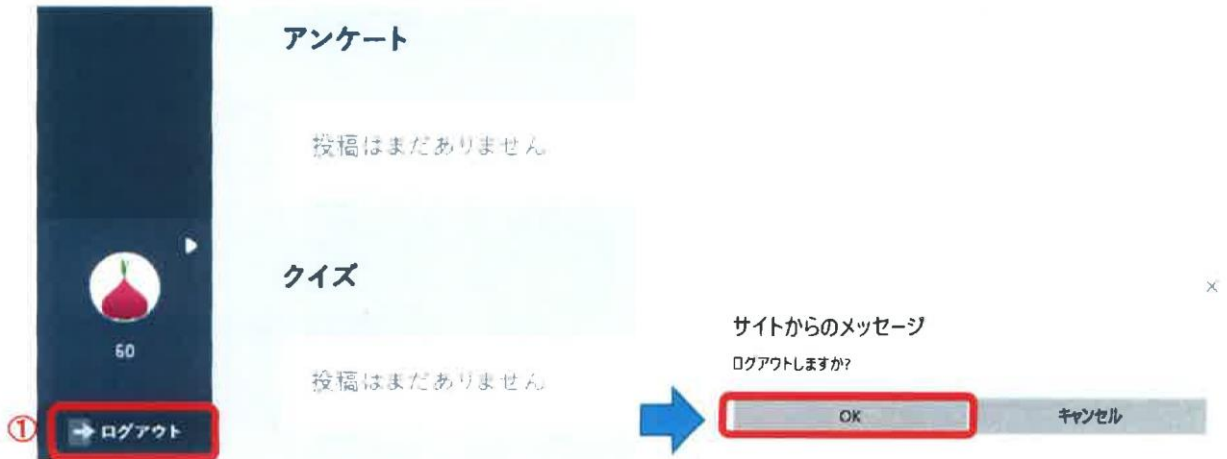 アンケート
投稿はまだありません
クイズ
投稿はまだありません
60
① ログアウト
サイトからのメッセージ
ログアウトしますか?
OK
キャンセル